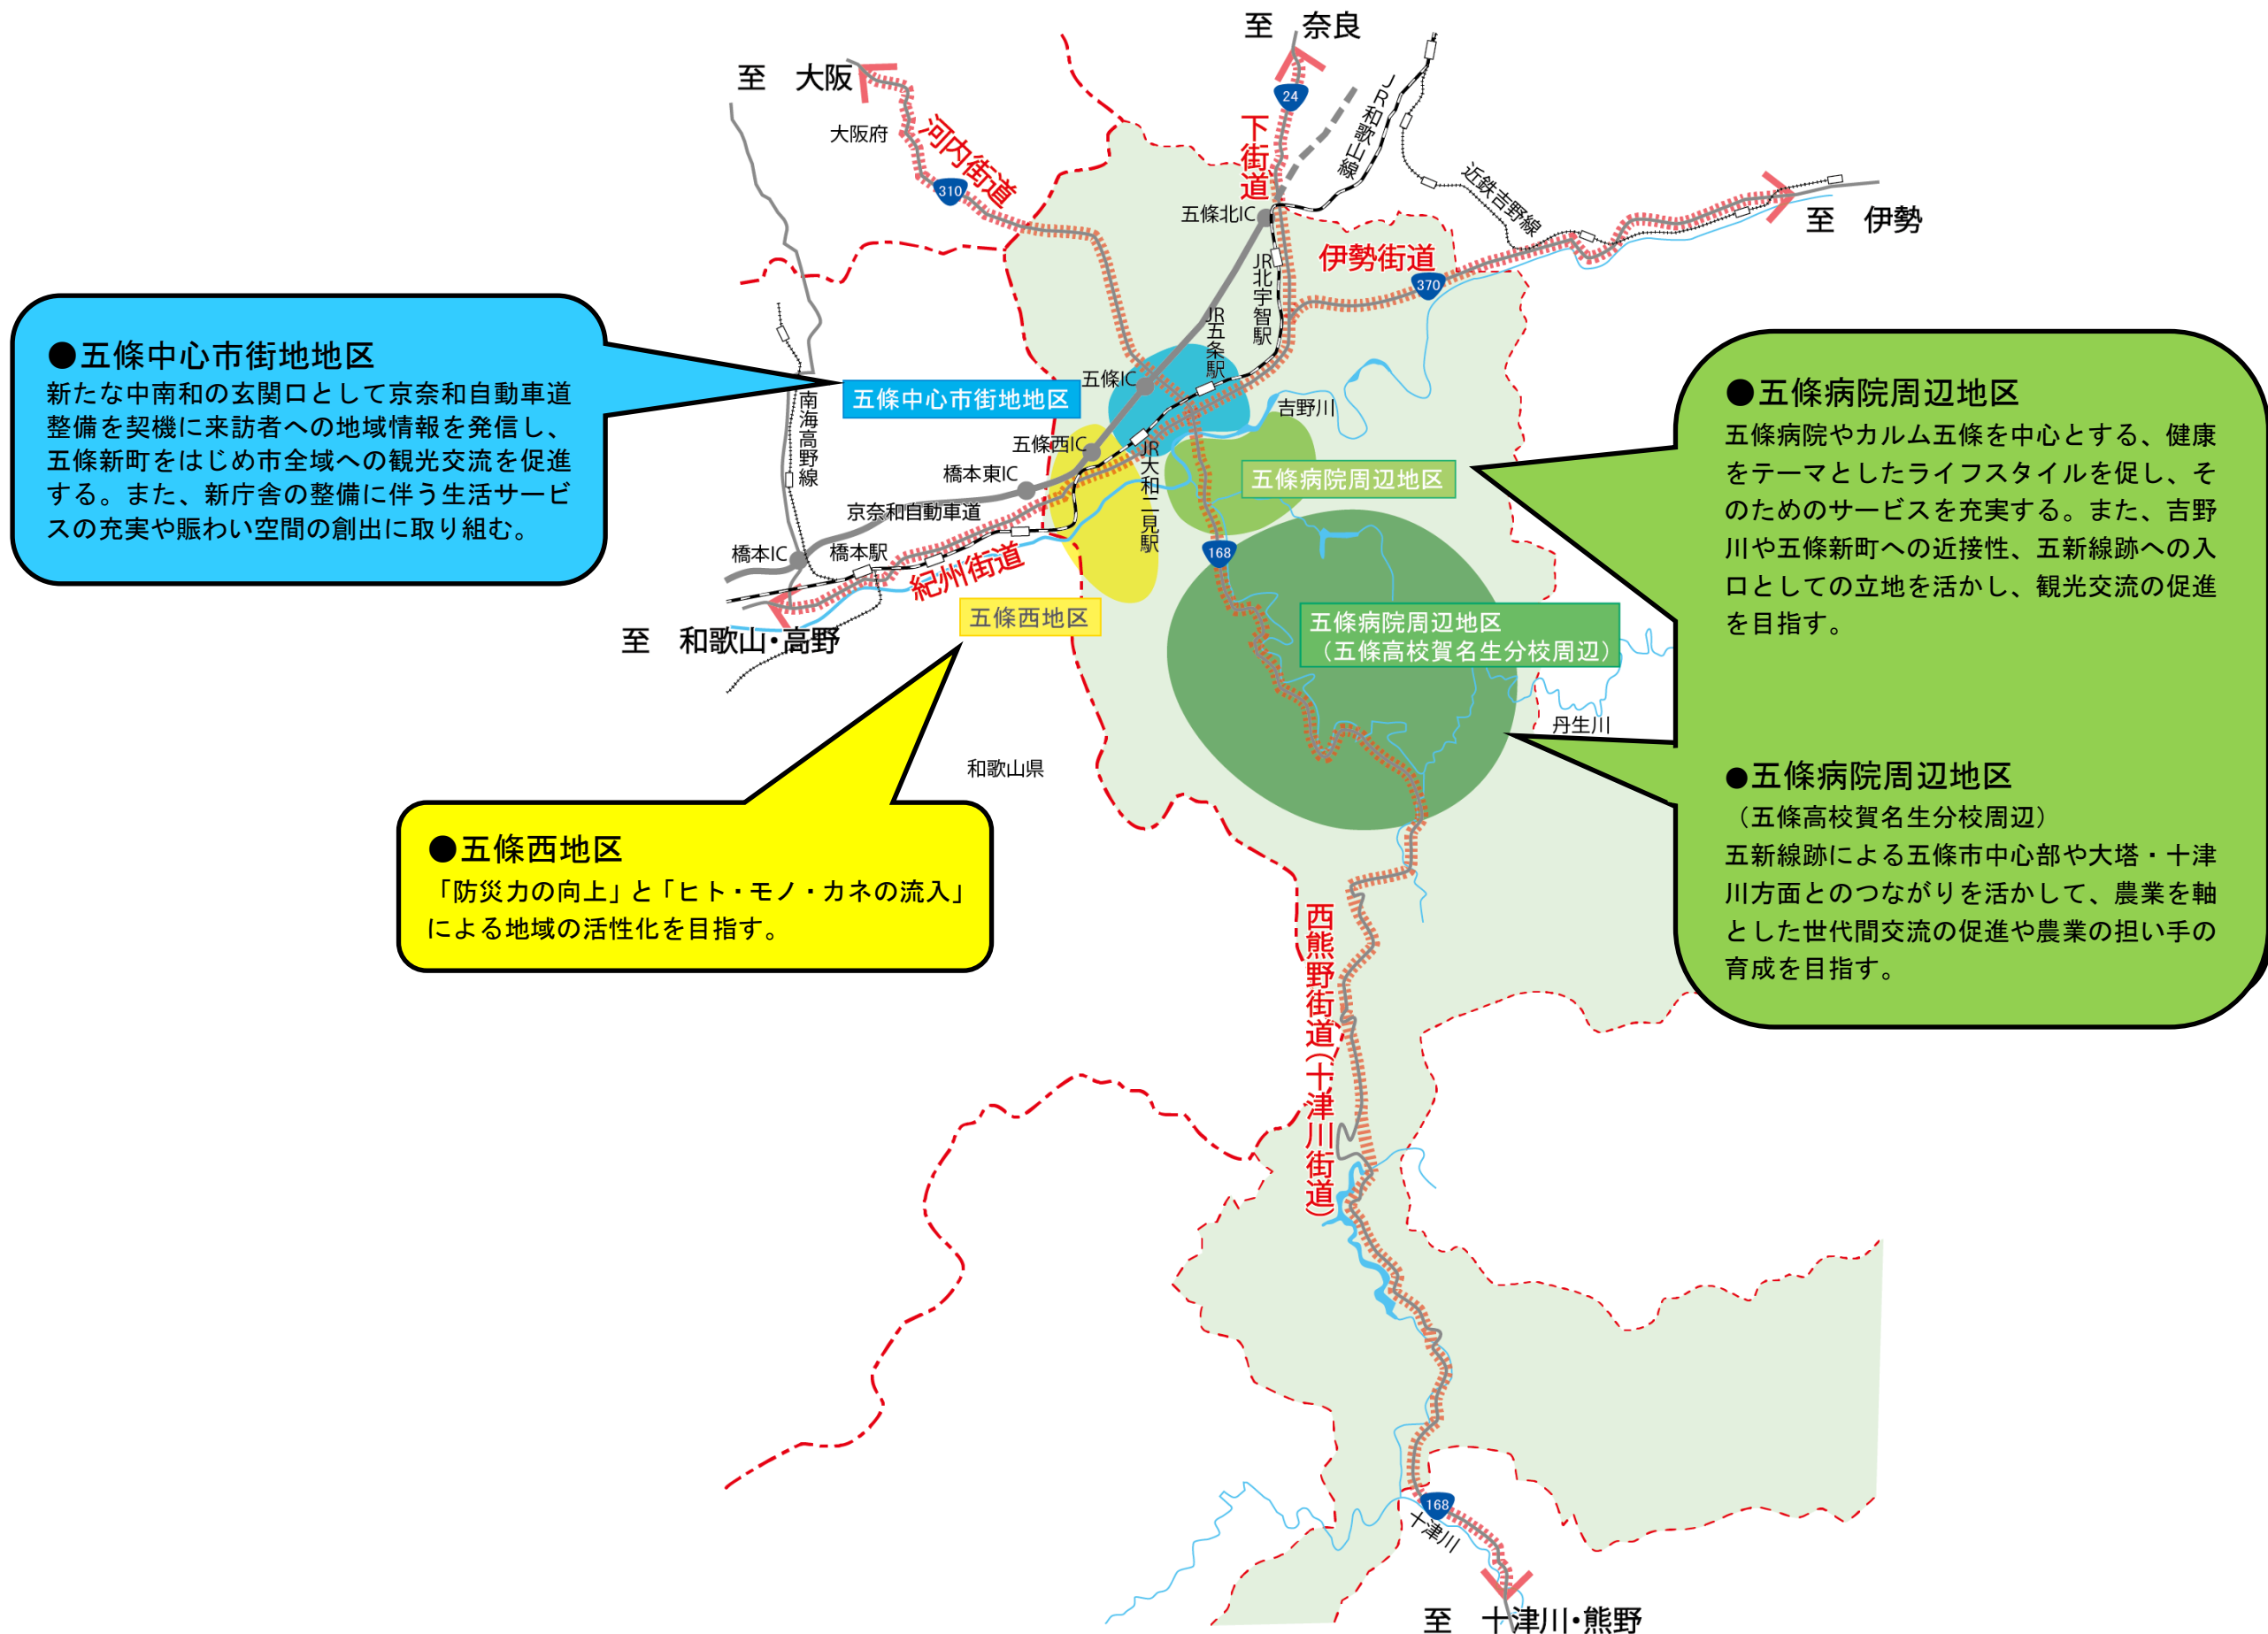 至　奈良
至　大阪
大阪府
河内街道
310
下街道
24
JR和歌山線
近鉄吉野線
至　伊勢
五條北IC
伊勢街道
370
JR北宇智駅
JR五条駅
五條IC
五條中心市街地地区
吉野川
南海高野線
五條西IC
橋本東IC
JR大和二見駅
五條病院周辺地区
京奈和自動車道
橋本IC
橋本駅
紀州街道
168
五條西地区
五條病院周辺地区
（五條高校賀名生分校周辺）
至　和歌山・高野
丹生川
和歌山県
西熊野街道（十津川街道）
168
十津川
至　十津川・熊野
●五條中心市街地地区
新たな中南和の玄関口として京奈和自動車道
整備を契機に来訪者への地域情報を発信し、
五條新町をはじめ市全域への観光交流を促進
する。また、新庁舎の整備に伴う生活サービ
スの充実や賑わい空間の創出に取り組む。
●五條西地区
「防災力の向上」と「ヒト・モノ・カネの流入」
による地域の活性化を目指す。
●五條病院周辺地区
五條病院やカルム五條を中心とする、健康
をテーマとしたライフスタイルを促し、そ
のためのサービスを充実する。また、吉野
川や五條新町への近接性、五新線跡への入
口としての立地を活かし、観光交流の促進
を目指す。
●五條病院周辺地区
（五條高校賀名生分校周辺）
五新線跡による五條市中心部や大塔・十津
川方面とのつながりを活かして、農業を軸
とした世代間交流の促進や農業の担い手の
育成を目指す。